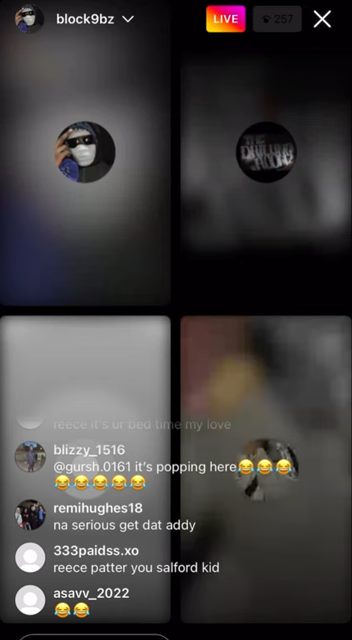 block9bz
LIVE
257
THE
reece it's ur bed time my love
blizzy_1516
@gursh.0161 it's popping here😂😂😂
😂😂😂😂😂
remihughes18
na serious get dat addy
333paidss.xo
reece patter you salford kid
asavv_2022
😂😂